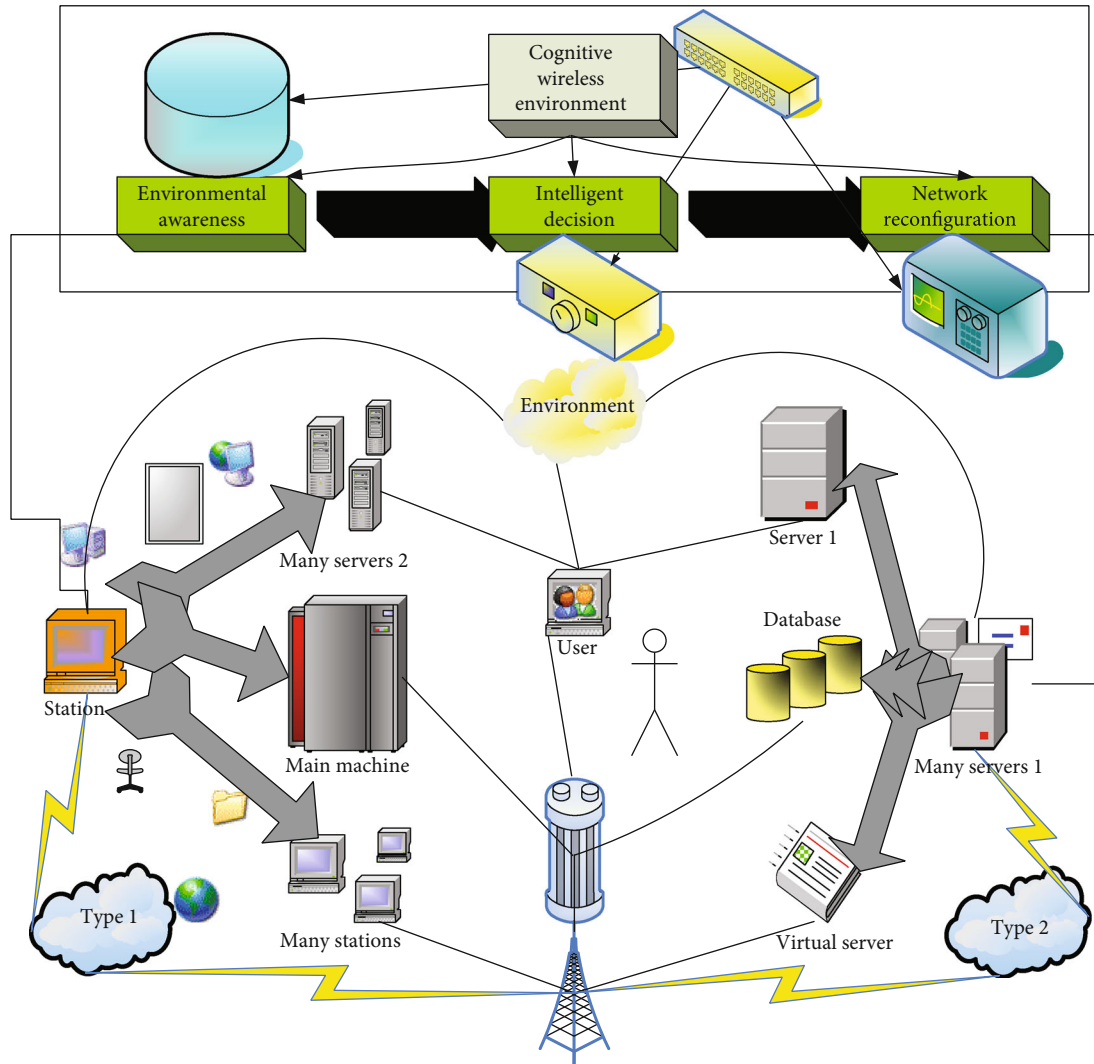 Cognitive
wireless
environment
Environmental
awareness
Intelligent
decision
Network
reconfiguration
Environment
Many servers 2
Server 1
User
Database
Station
Main machine
Many servers 1
Type 1
Many stations
Virtual server
Type 2